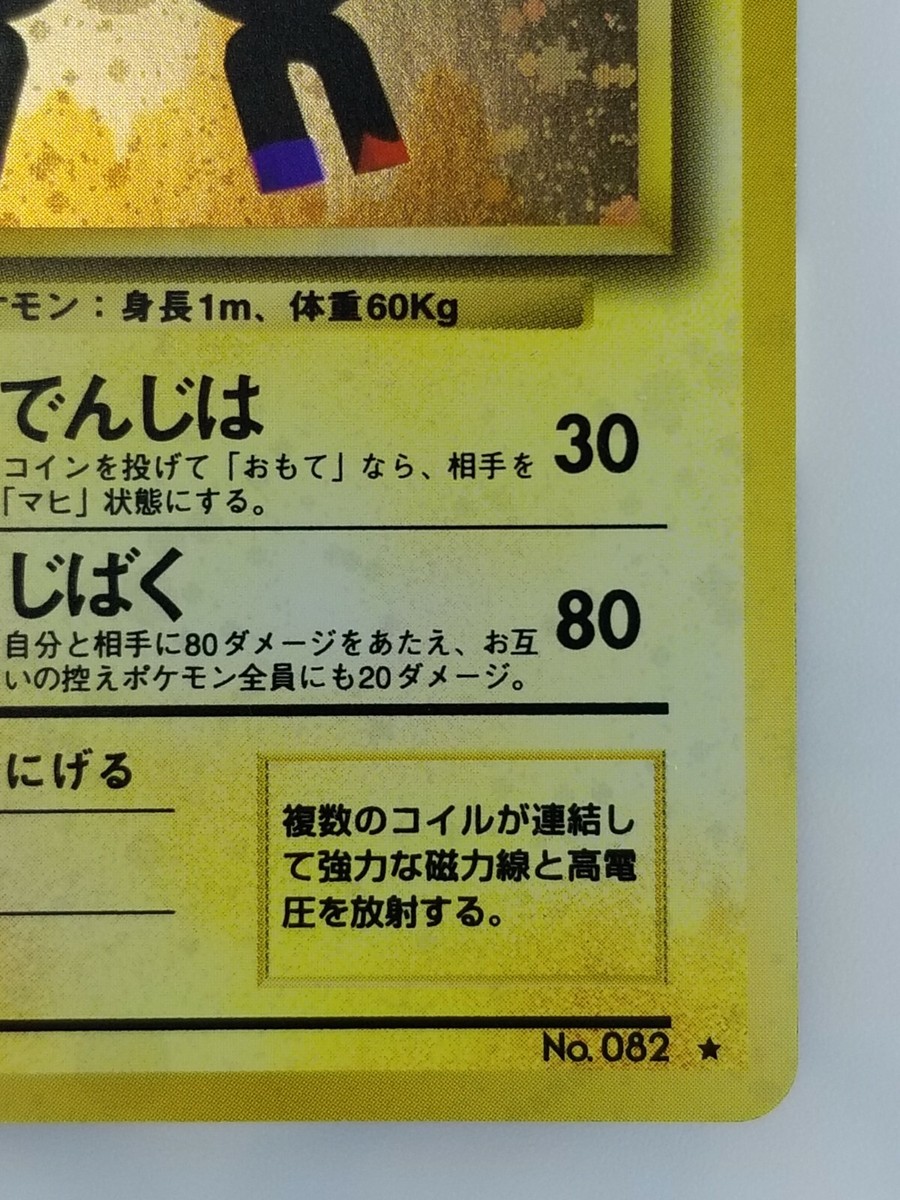 ケモン：身長1m、体重60Kg
でんじは 30
コインを投げて「おもて」なら、相手を
「マヒ」状態にする。
じばく 80
自分と相手に80ダメージをあたえ、お互
いの控えポケモン全員にも20ダメージ。
にげる
複数のコイルが連結し
て強力な磁力線と高電
圧を放射する。
No. 082 ★